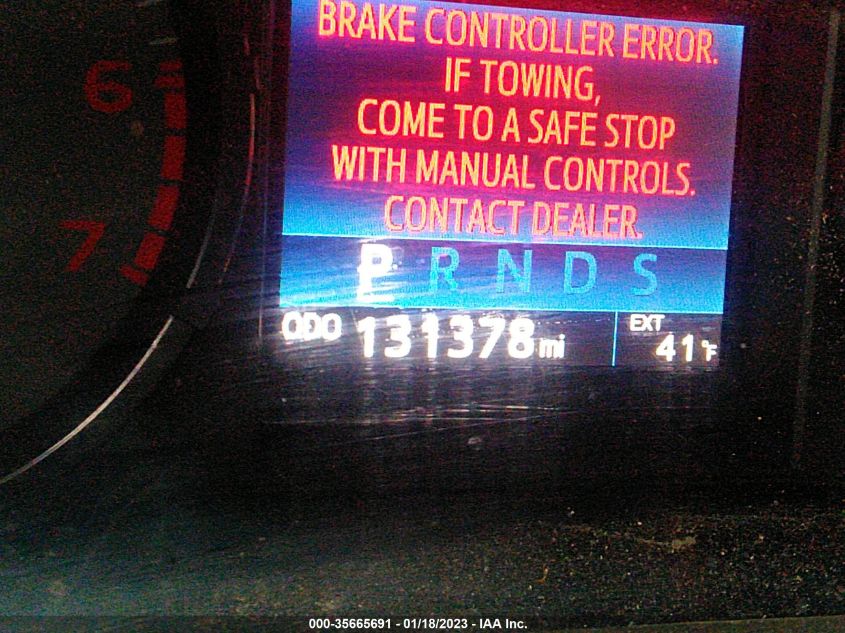 BRAKE CONTROLLER ERROR.
IF TOWING,
COME TO A SAFE STOP
WITH MANUAL CONTROLS.
CONTACT DEALER.
6
7
P R N D S
ODO 131378 mi
EXT 41°F
000-35665691 - 01/18/2023 - IAA Inc.